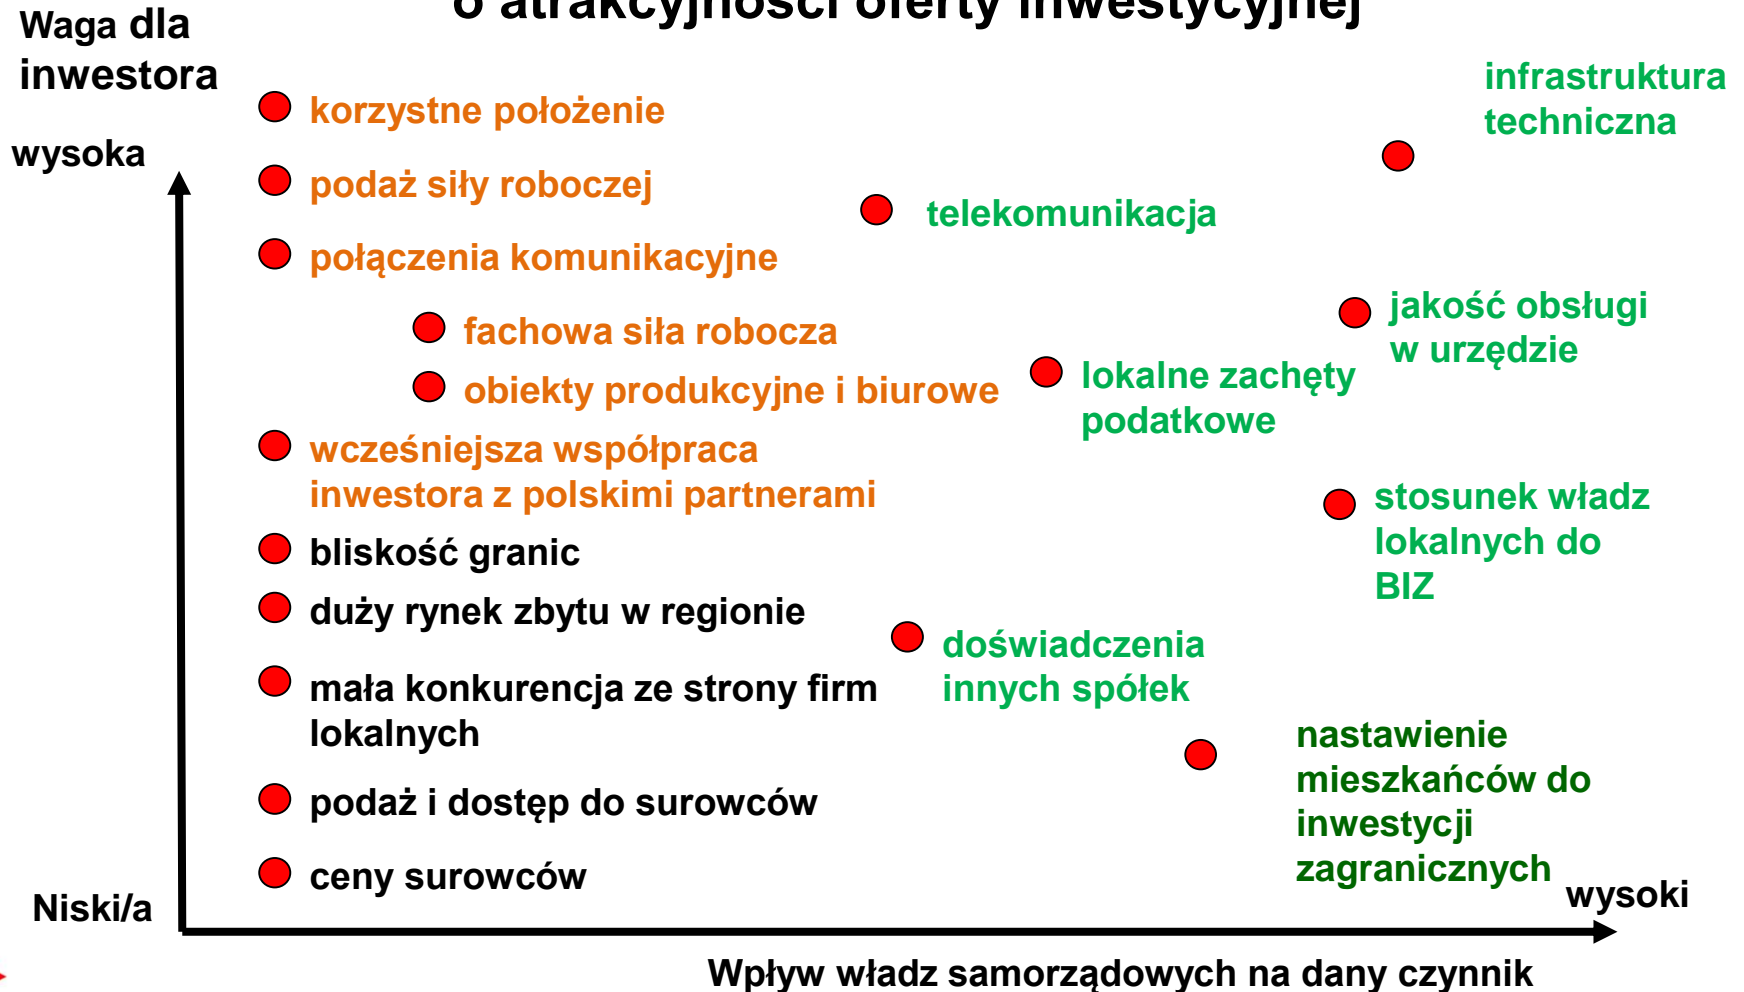 o atrakcyjności oferty inwestycyjnej
Waga dla
inwestora
wysoka
korzystne położenie
podaż siły roboczej
połączenia komunikacyjne
fachowa siła robocza
obiekty produkcyjne i biurowe
wcześniejsza współpraca
inwestora z polskimi partnerami
bliskość granic
duży rynek zbytu w regionie
mała konkurencja ze strony firm
lokalnych
podaż i dostęp do surowców
ceny surowców
infrastruktura
techniczna
telekomunikacja
jakość obsługi
w urzędzie
lokalne zachęty
podatkowe
stosunek władz
lokalnych do
BIZ
doświadczenia
innych spółek
nastawienie
mieszkańców do
inwestycji
zagranicznych
Niski/a
wysoki
Wpływ władz samorządowych na dany czynnik